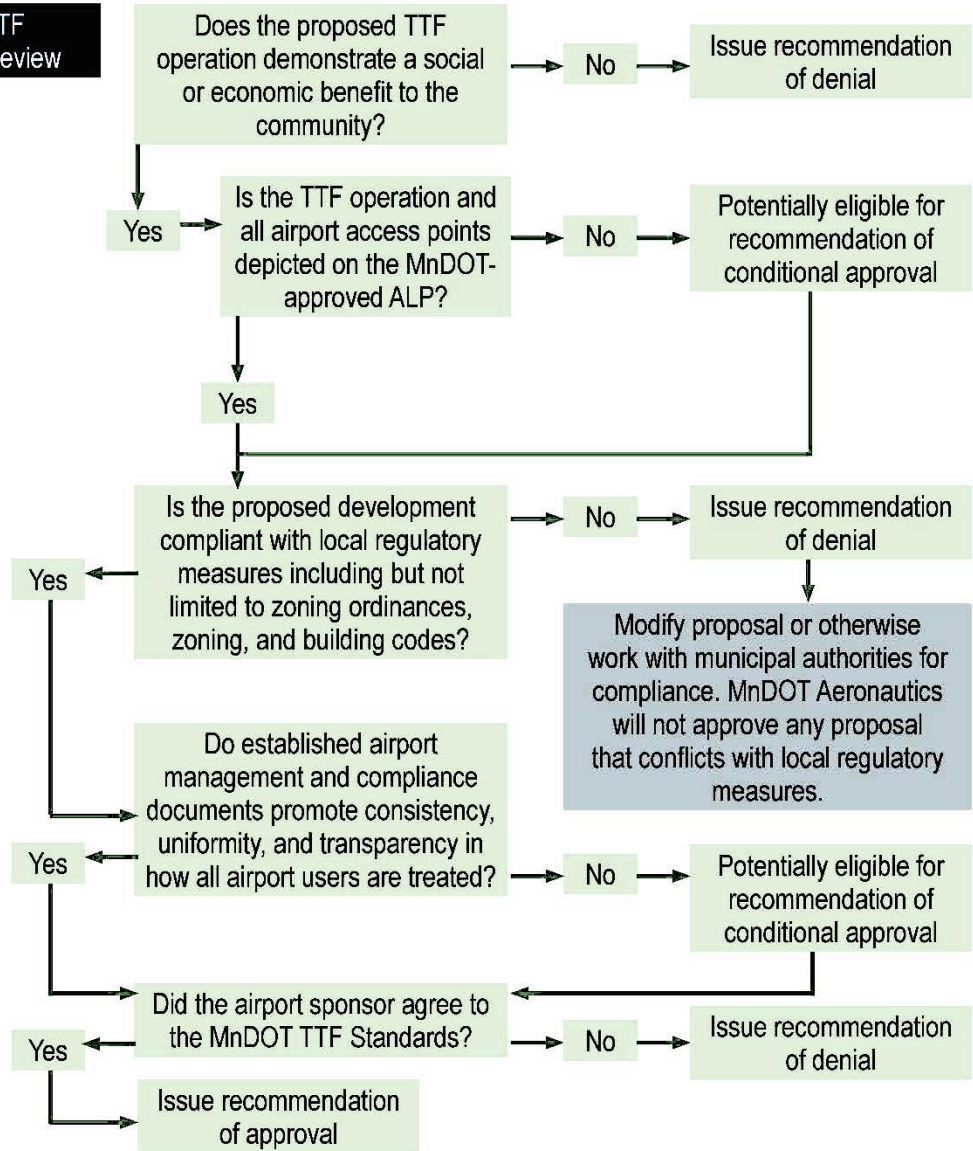 TF
eview
Does the proposed TTF
operation demonstrate a social
or economic benefit to the
community?
No
Issue recommendation
of denial
Yes
Is the TTF operation and
all airport access points
depicted on the MnDOT-
approved ALP?
No
Potentially eligible for
recommendation of
conditional approval
Yes
Is the proposed development
compliant with local regulatory
measures including but not
limited to zoning ordinances,
zoning, and building codes?
No
Issue recommendation
of denial
Yes
Modify proposal or otherwise
work with municipal authorities for
compliance. MnDOT Aeronautics
will not approve any proposal
that conflicts with local regulatory
measures.
Do established airport
management and compliance
documents promote consistency,
uniformity, and transparency in
how all airport users are treated?
Yes
No
Potentially eligible for
recommendation of
conditional approval
Did the airport sponsor agree to
the MnDOT TTF Standards?
Yes
No
Issue recommendation
of denial
Issue recommendation
of approval